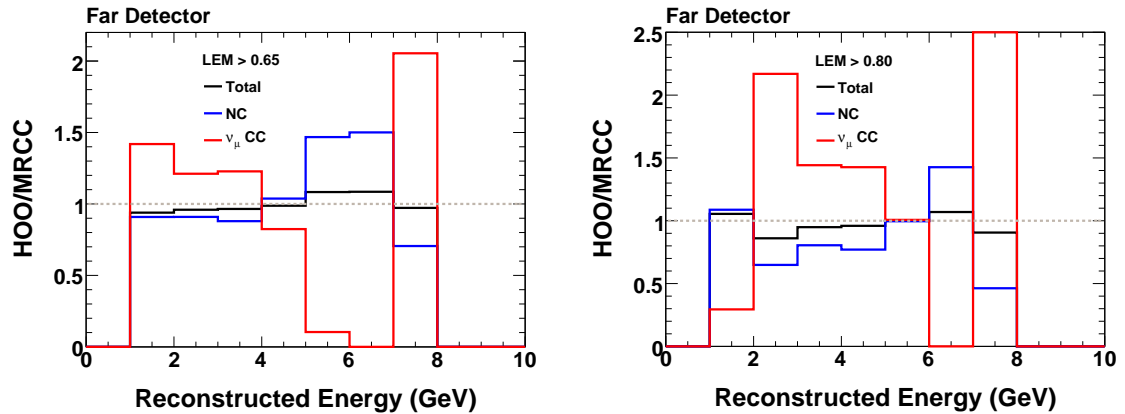 Far Detector
HOO/MRCC
2
1.5
1
0.5
0
LEM > 0.65
Total
NC
νμ CC
0 2 4 6 8 10
Reconstructed Energy (GeV)
Far Detector
HOO/MRCC
2.5
2
1.5
1
0.5
0
LEM > 0.80
Total
NC
νμ CC
0 2 4 6 8 10
Reconstructed Energy (GeV)